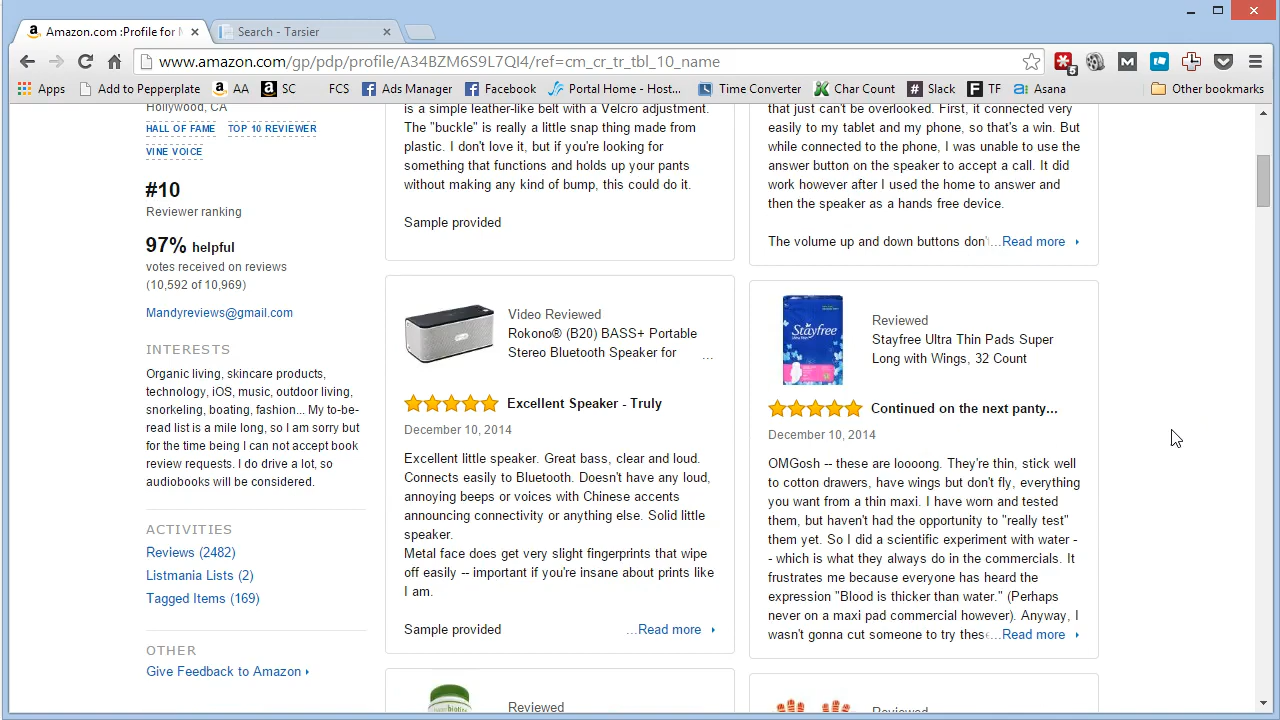 Amazon.com :Profile for M
Search - Tarsier
www.amazon.com/gp/pdp/profile/A34BZM6S9L7QI4/ref=cm_cr_tr_tbl_10_name
5
M
Apps
Add to Pepperplate
AA
SC
FCS
Ads Manager
Facebook
Portal Home - Host...
Time Converter
Char Count
Slack
TF
Asana
Other bookmarks
Hollywood, CA
HALL OF FAME TOP 10 REVIEWER
VINE VOICE
#10
Reviewer ranking
97% helpful
votes received on reviews
(10,592 of 10,969)
Mandyreviews@gmail.com
INTERESTS
Organic living, skincare products,
technology, iOS, music, outdoor living,
snorkeling, boating, fashion... My to-be-
read list is a mile long, so I am sorry but
for the time being I can not accept book
review requests. I do drive a lot, so
audiobooks will be considered.
ACTIVITIES
Reviews (2482)
Listmania Lists (2)
Tagged Items (169)
OTHER
Give Feedback to Amazon
is a simple leather-like belt with a Velcro adjustment.
The "buckle" is really a little snap thing made from
plastic. I don't love it, but if you're looking for
something that functions and holds up your pants
without making any kind of bump, this could do it.
Sample provided
Video Reviewed
Rokono® (B20) BASS+ Portable
Stereo Bluetooth Speaker for ...
Excellent Speaker - Truly
December 10, 2014
Excellent little speaker. Great bass, clear and loud.
Connects easily to Bluetooth. Doesn't have any loud,
annoying beeps or voices with Chinese accents
announcing connectivity or anything else. Solid little
speaker.
Metal face does get very slight fingerprints that wipe
off easily -- important if you're insane about prints like
I am.
Sample provided ...Read more
Reviewed
that just can't be overlooked. First, it connected very
easily to my tablet and my phone, so that's a win. But
while connected to the phone, I was unable to use the
answer button on the speaker to accept a call. It did
work howeverafter I used the home to answer and
then the speaker as a hands free device.
The volume up and down buttons don' ...Read more
Stayfree
Reviewed
Stayfree Ultra Thin Pads Super
Long with Wings, 32 Count
Continued on the next panty...
December 10, 2014
OMGosh -- these are loooong. They're thin, stick well
to cotton drawers, have wings but don't fly, everything
you want from a thin maxi. I have worn and tested
them, but haven't had the opportunity to "really test"
them yet. So I did a scientific experiment with water -
- which is what they always do in the commercials. It
frustrates me because everyone has heard the
expression "Blood is thicker than water." (Perhaps
never on a maxi pad commercial however). Anyway, I
wasn't gonna cut someone to try these ...Read more
Reviewed